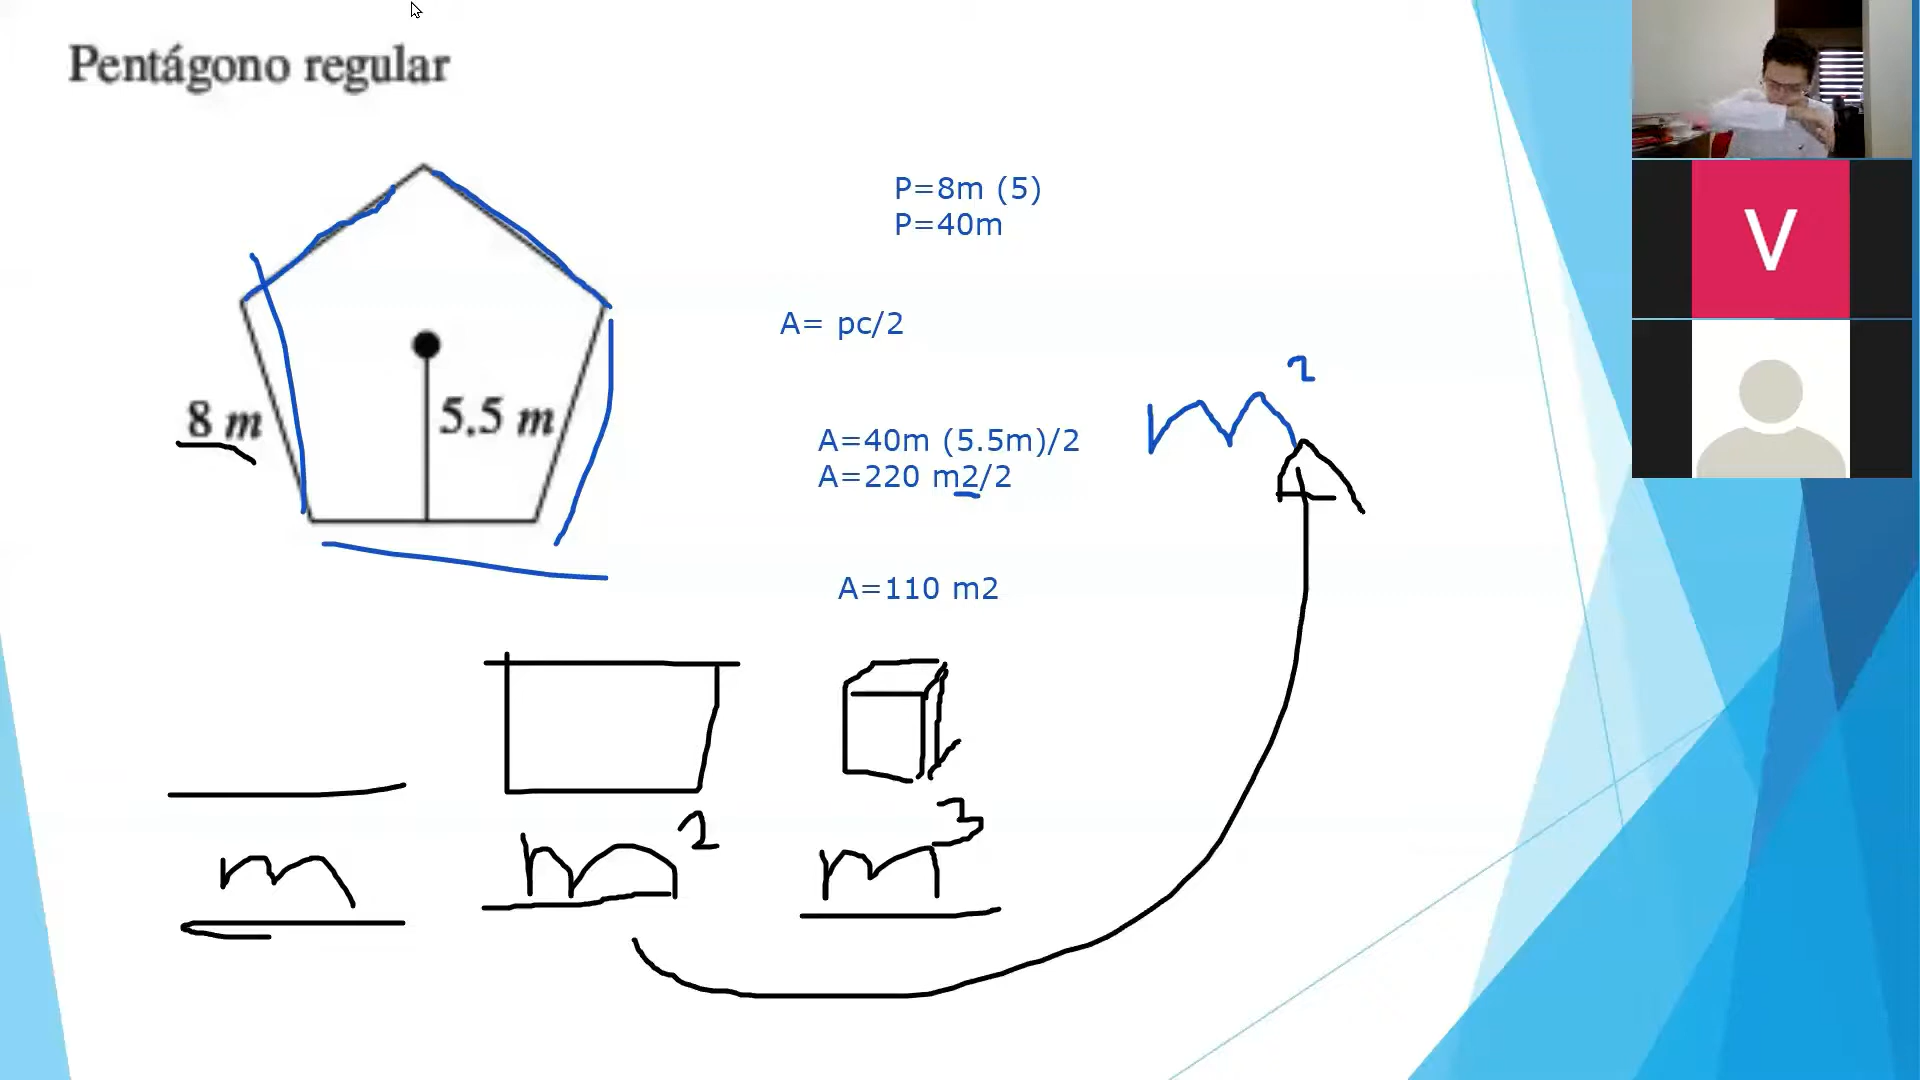 Pentágono regular
P=8m (5)
P=40m
A= pc/2
8 m
5.5 m
A=40m (5.5m)/2
A=220 m2/2
m²
A=110 m2
m
m²
m³
V